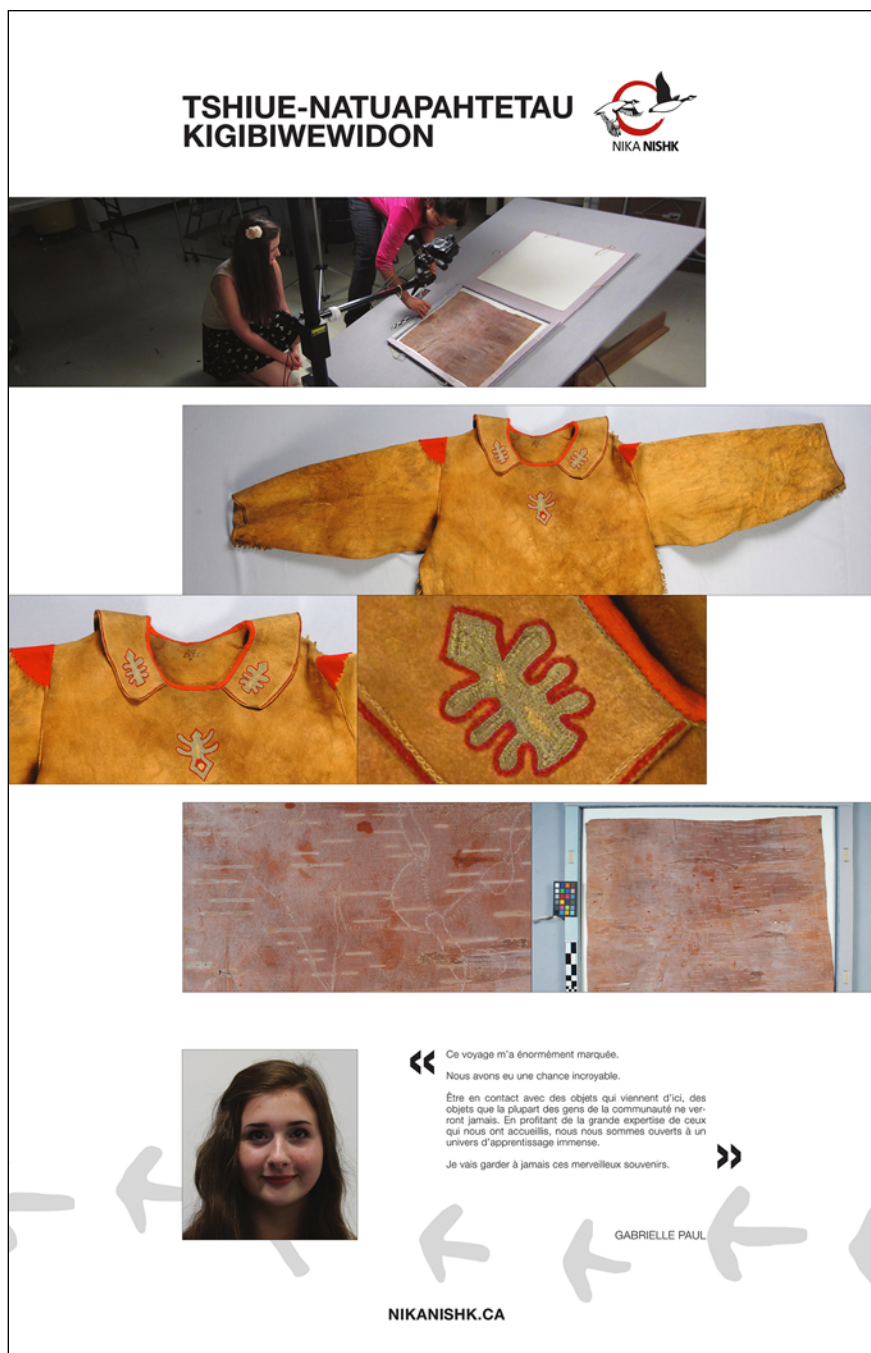 TSHIUE-NATUAPAHTETAU
KIGIBIWEWIDON
NIKA NISHK
« Ce voyage m'a énormément marquée.
Nous avons eu une chance incroyable.
Être en contact avec des objets qui viennent d'ici, des
objets que la plupart des gens de la communauté ne ver-
ront jamais. En profitant de la grande expertise de ceux
qui nous ont accueillis, nous nous sommes ouverts à un
univers d'apprentissage immense.
Je vais garder à jamais ces merveilleux souvenirs. »
GABRIELLE PAUL
NIKANISHK.CA